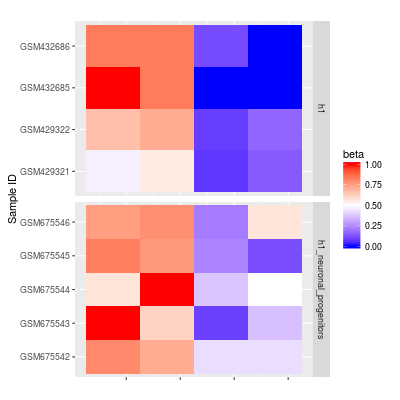 GSM432686
GSM432685
GSM429322
GSM429321
h1
GSM675546
GSM675545
GSM675544
GSM675543
GSM675542
h1_neuronal_progenitors
Sample ID
beta
1.00
0.75
0.50
0.25
0.00